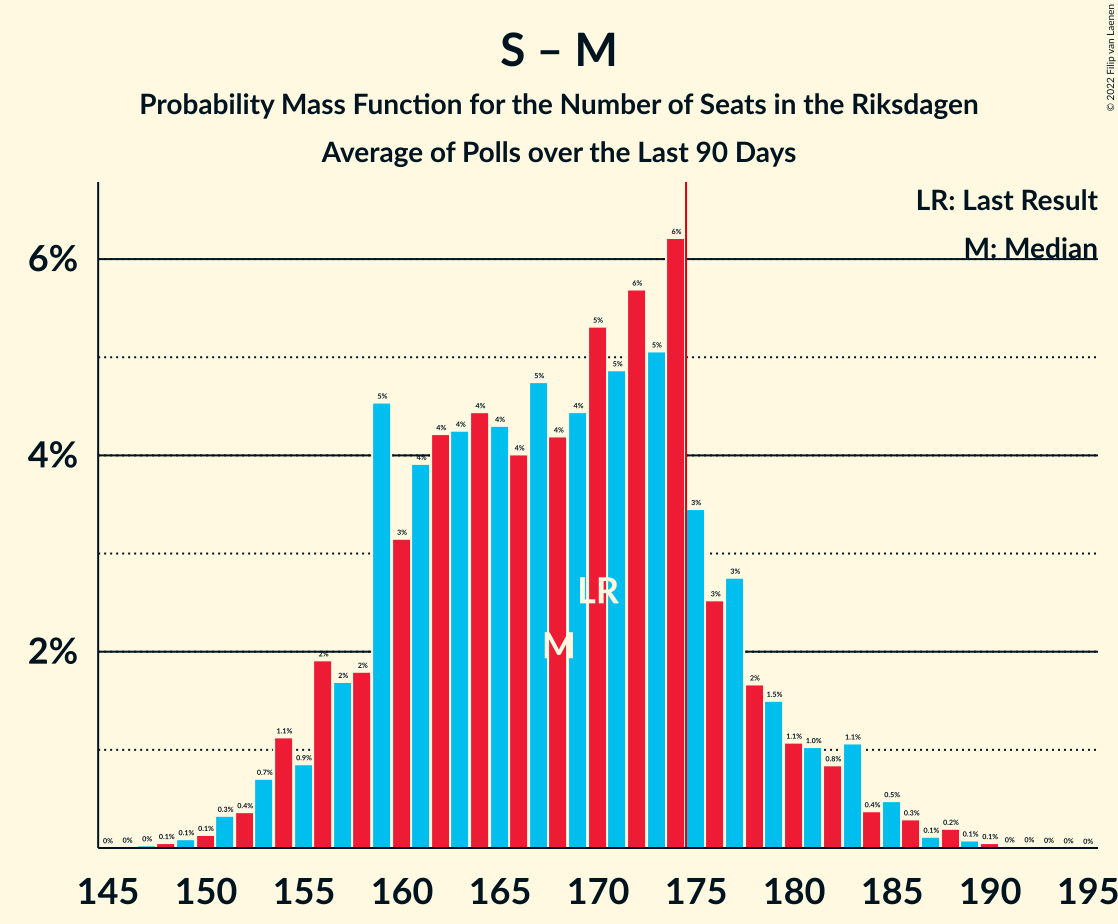 S – M
Probability Mass Function for the Number of Seats in the Riksdagen
Average of Polls over the Last 90 Days
© 2022 Filip van Laenen
LR: Last Result
M: Median
6%
4%
2%
0% 0% 0% 0.1% 0.1% 0.1% 0.3% 0.4% 0.7% 1.1% 0.9% 2% 2% 2% 5% 3% 4% 4% 4% 4% 4% 4% 5% 4% 4% 5% 5% 6% 5% 6% 3% 3% 3% 2% 1.5% 1.1% 1.0% 0.8% 1.1% 0.4% 0.5% 0.3% 0.1% 0.2% 0.1% 0.1% 0% 0% 0% 0% 0%
LR
M
145 150 155 160 165 170 175 180 185 190 195